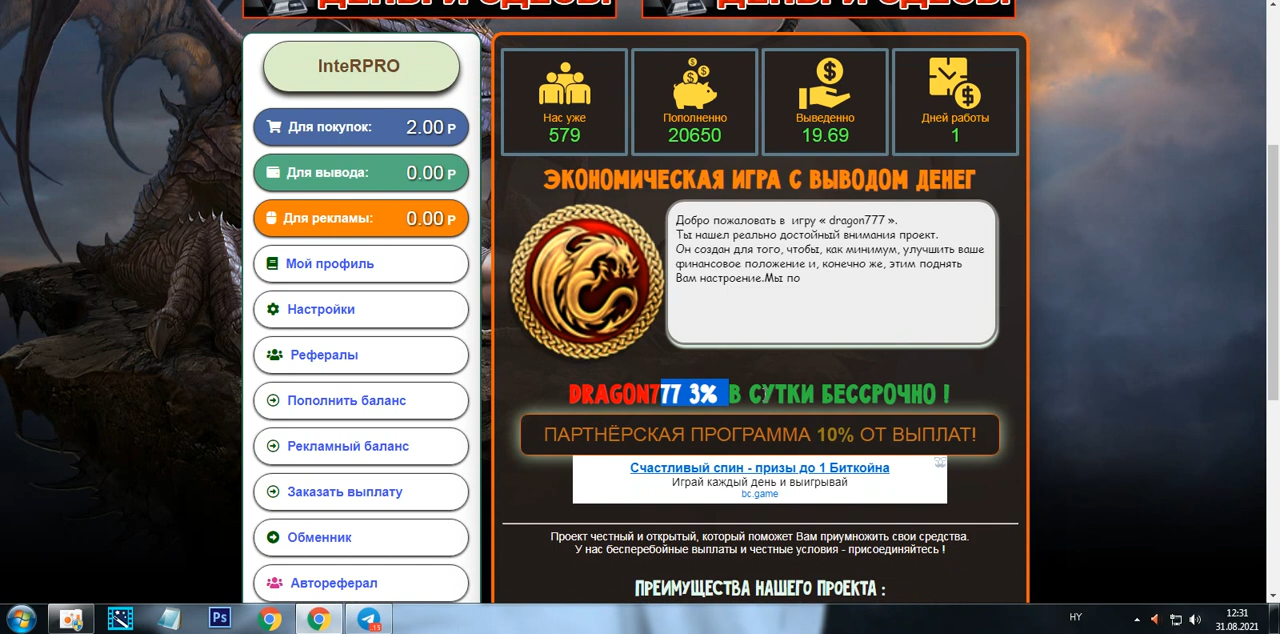 InteRPRO
Для покупок: 2.00 Р
Для вывода: 0.00 Р
Для рекламы: 0.00 Р
Мой профиль
Настройки
Рефералы
Пополнить баланс
Рекламный баланс
Заказать выплату
Обменник
Автореферал
Нас уже
579
Пополненно
20650
Выведенно
19.69
Дней работы
1
ЭКОНОМИЧЕСКАЯ ИГРА С ВЫВОДОМ ДЕНЕГ
Добро пожаловать в игру « dragon777 ».
Ты нашел реально достойный внимания проект.
Он создан для того, чтобы, как минимум, улучшить ваше
финансовое положение и, конечно же, этим поднять
Вам настроение.Мы по
DRAGON777 3% В СУТКИ БЕССРОЧНО !
ПАРТНЁРСКАЯ ПРОГРАММА 10% ОТ ВЫПЛАТ!
Счастливый спин - призы до 1 Биткойна
Играй каждый день и выигрывай
bc.game
Проект честный и открытый, который поможет Вам приумножить свои средства.
У нас бесперебойные выплаты и честные условия - присоединяйтесь !
ПРЕИМУЩЕСТВА НАШЕГО ПРОЕКТА :
Ps
HY
12:31
31.08.2021